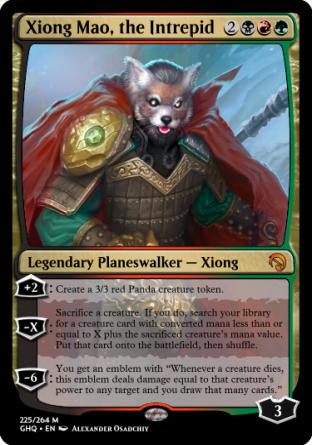 Xiong Mao, the Intrepid 2
Legendary Planeswalker — Xiong
+2: Create a 3/3 red Panda creature token.
-X: Sacrifice a creature. If you do, search your library
for a creature card with converted mana less than or
equal to X plus the sacrificed creature's mana value.
Put that card onto the battlefield, then shuffle.
-6: You get an emblem with "Whenever a creature dies,
this emblem deals damage equal to that creature's
power to any target and you draw that many cards."
3
225/264 M
GHQ • EN Alexander Osadchiy